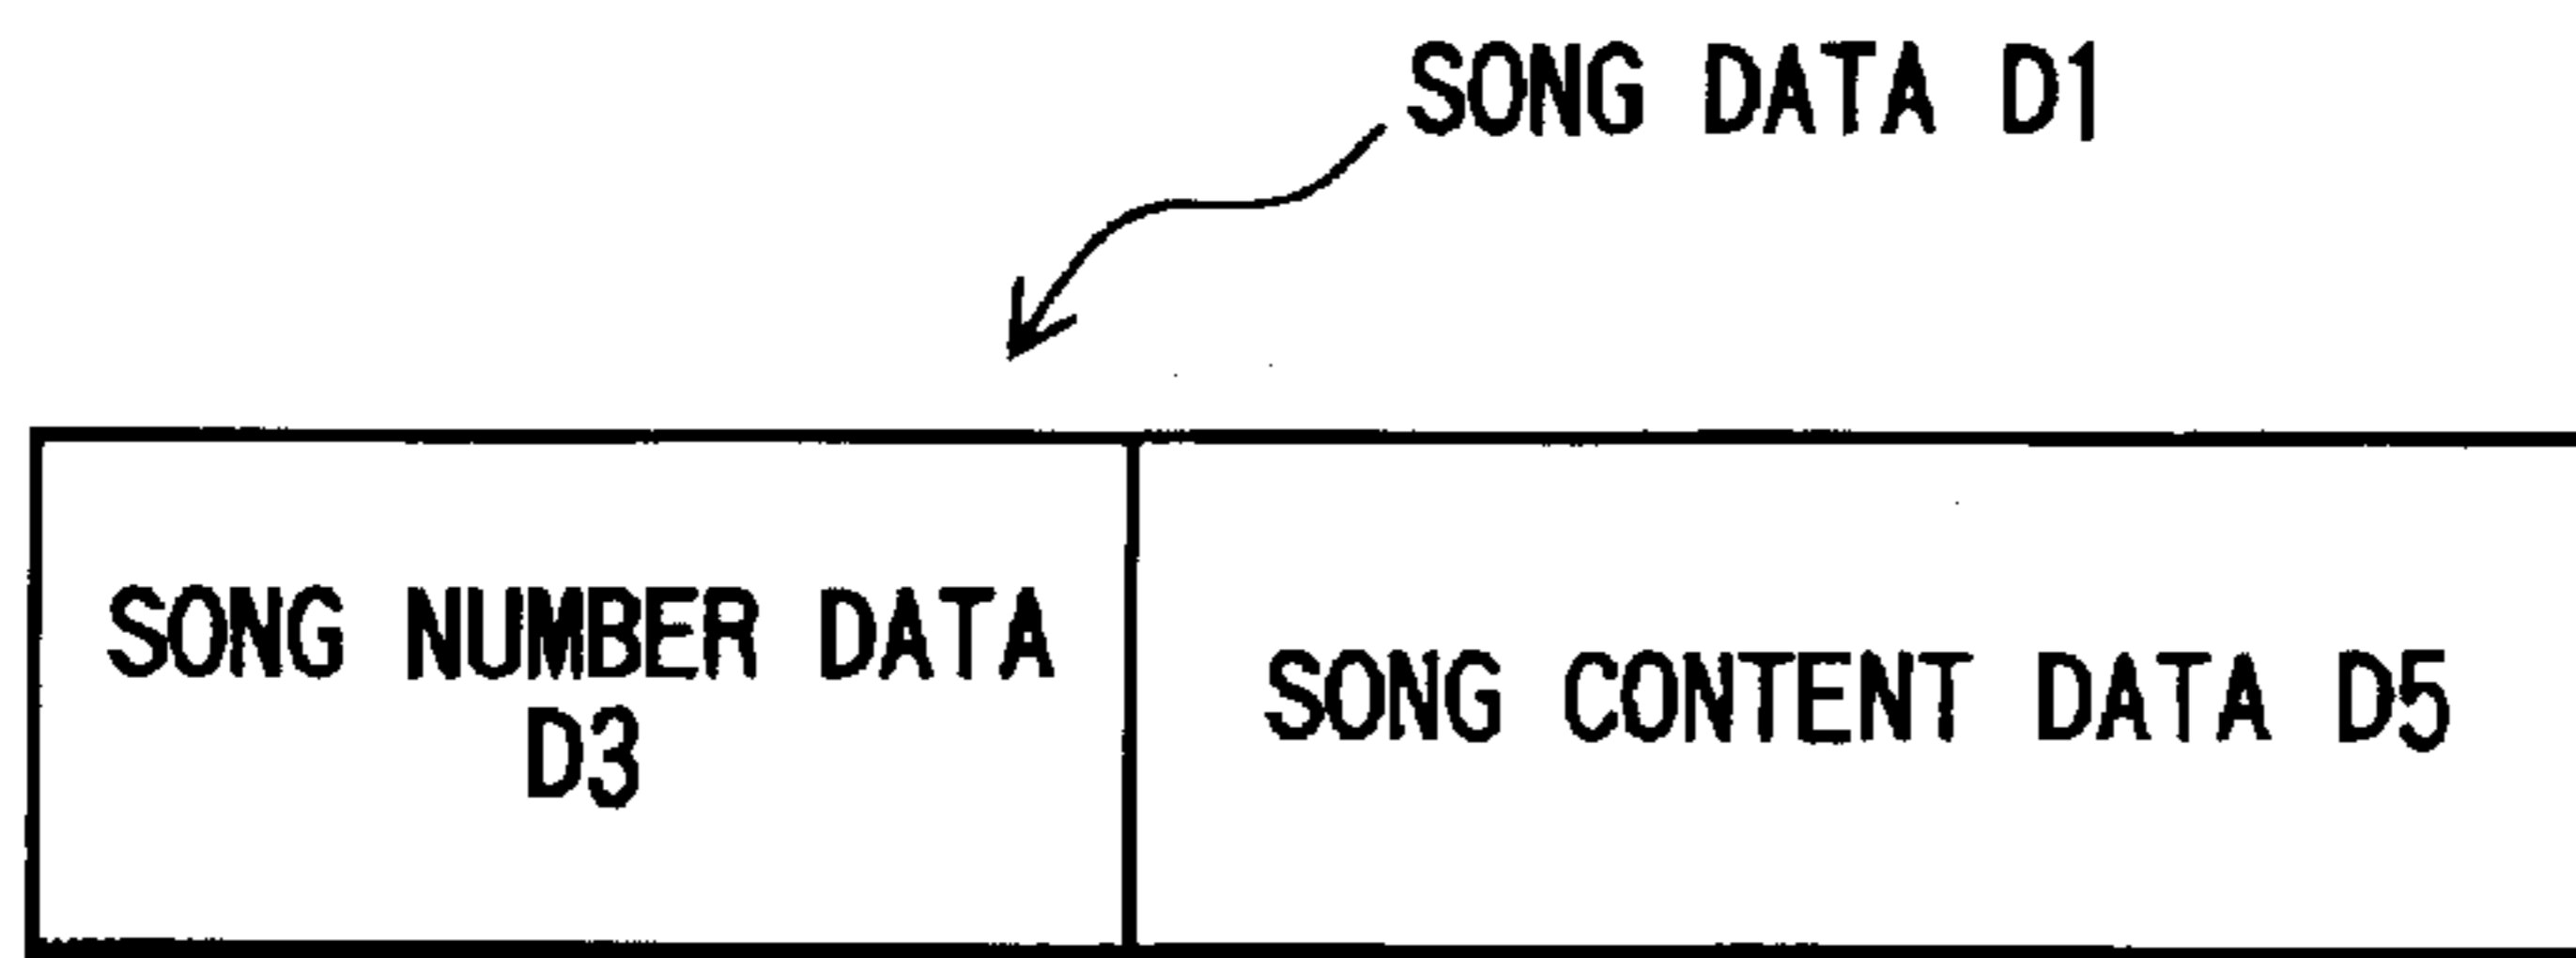 SONG DATA D1
SONG NUMBER DATA
D3
SONG CONTENT DATA D5